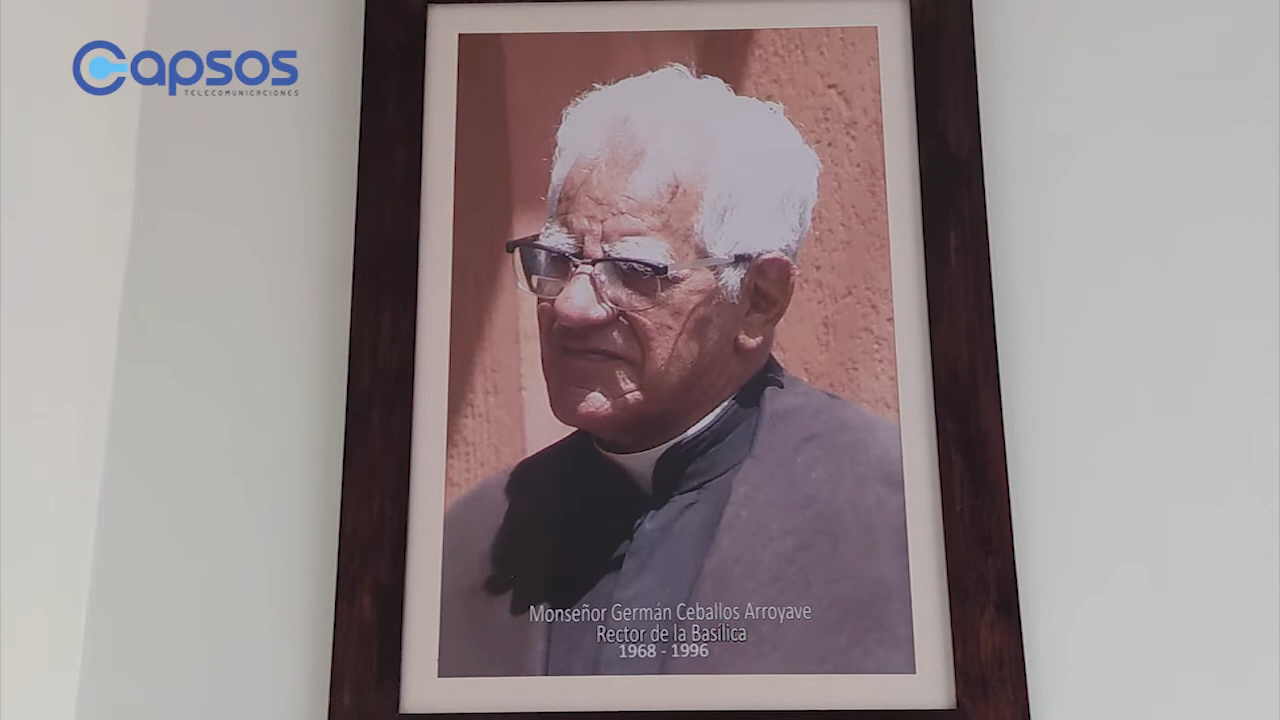 Capsos
TELECOMUNICACIONES
Monseñor Germán Ceballos Arroyave
Rector de la Basílica
1968 - 1996